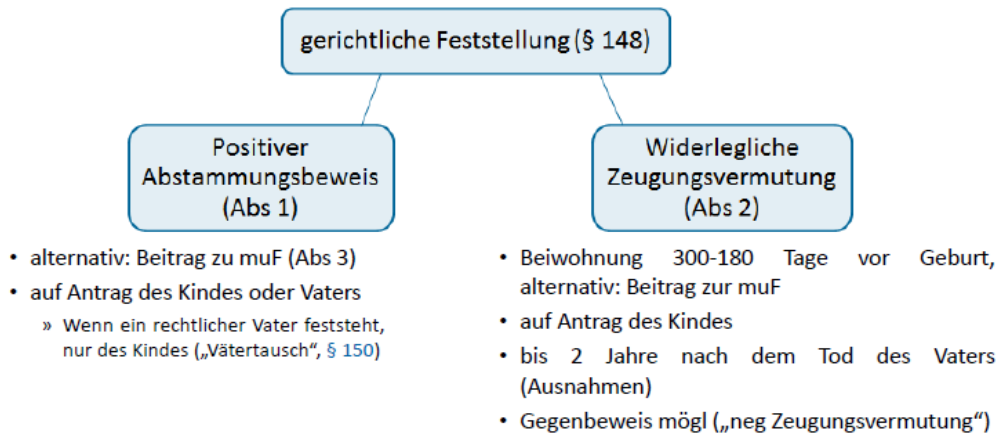 gerichtliche Feststellung (§ 148)
Positiver
Abstammungsbeweis
(Abs 1)
• alternativ: Beitrag zu muF (Abs 3)
• auf Antrag des Kindes oder Vaters
» Wenn ein rechtlicher Vater feststeht,
nur des Kindes („Vätertausch“, § 150)
Widerlegliche
Zeugungsvermutung
(Abs 2)
• Beiwohnung 300-180 Tage vor Geburt,
alternativ: Beitrag zur muF
• auf Antrag des Kindes
• bis 2 Jahre nach dem Tod des Vaters
(Ausnahmen)
• Gegenbeweis mögl („neg Zeugungsvermutung“)